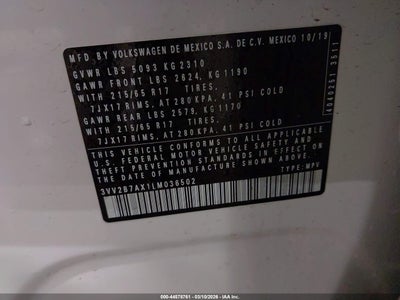 MFD BY VOLKSWAGEN DE MEXICO S.A. DE C.V. MEXICO 10/19
GVWR LBS 5093 KG 2310
GAWR FRONT LBS 2624, KG 1190
WITH 215/65 R17 TIRES.
7JX17 RIMS. AT 280 KPA, 41 PSI COLD
GAWR REAR LBS 2579, KG 1170
WITH 215/65 R17 TIRES.
7JX17 RIMS. AT 280 KPA, 41 PSI COLD
THIS VEHICLE CONFORMS TO ALL APPLICABLE
U.S. FEDERAL MOTOR VEHICLE SAFETY AND
THEFT PREVENTION STANDARDS IN EFFECT ON THE
DATE OF MANUFACTURE SHOWN ABOVE
3VV2B7AX1LM036502 TYPE: MPV
4040251 3511
000-44578761 - 03/10/2026 - IAA Inc.